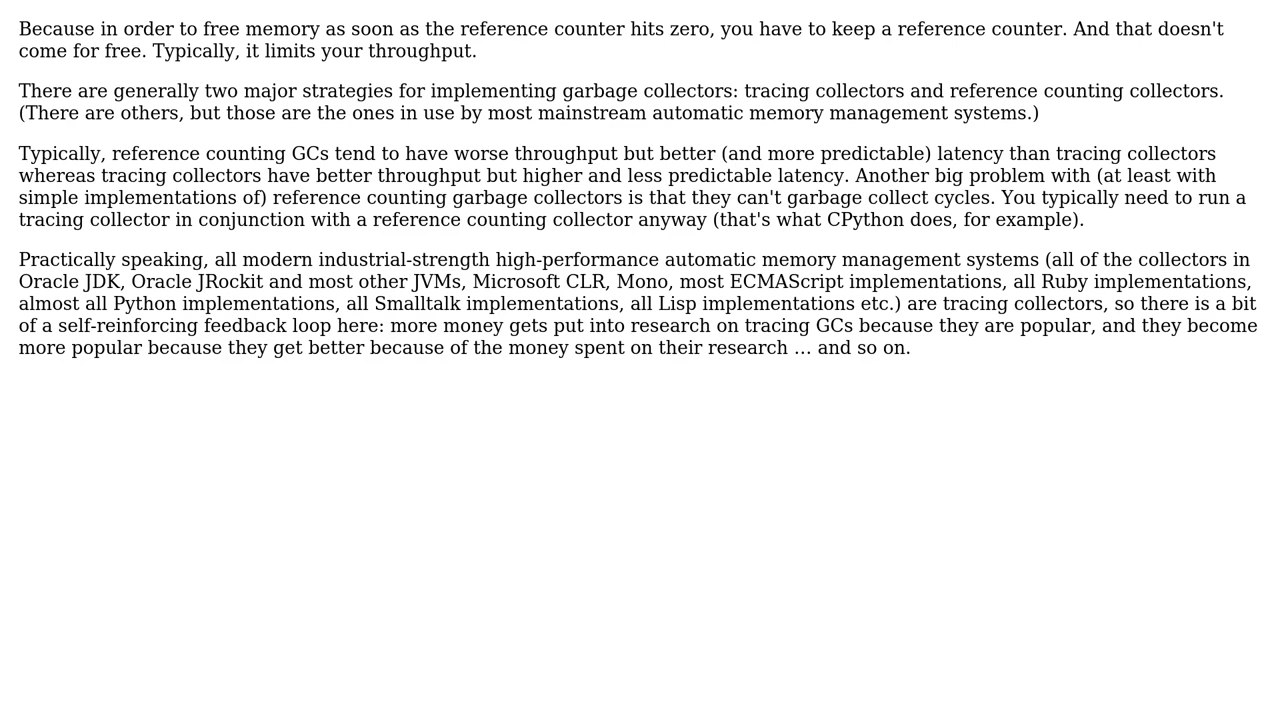 Because in order to free memory as soon as the reference counter hits zero, you have to keep a reference counter. And that doesn't
come for free. Typically, it limits your throughput.
There are generally two major strategies for implementing garbage collectors: tracing collectors and reference counting collectors.
(There are others, but those are the ones in use by most mainstream automatic memory management systems.)
Typically, reference counting GCs tend to have worse throughput but better (and more predictable) latency than tracing collectors
whereas tracing collectors have better throughput but higher and less predictable latency. Another big problem with (at least with
simple implementations of) reference counting garbage collectors is that they can't garbage collect cycles. You typically need to run a
tracing collector in conjunction with a reference counting collector anyway (that's what CPython does, for example).
Practically speaking, all modern industrial-strength high-performance automatic memory management systems (all of the collectors in
Oracle JDK, Oracle JRockit and most other JVMs, Microsoft CLR, Mono, most ECMAScript implementations, all Ruby implementations,
almost all Python implementations, all Smalltalk implementations, all Lisp implementations etc.) are tracing collectors, so there is a bit
of a self-reinforcing feedback loop here: more money gets put into research on tracing GCs because they are popular, and they become
more popular because they get better because of the money spent on their research … and so on.